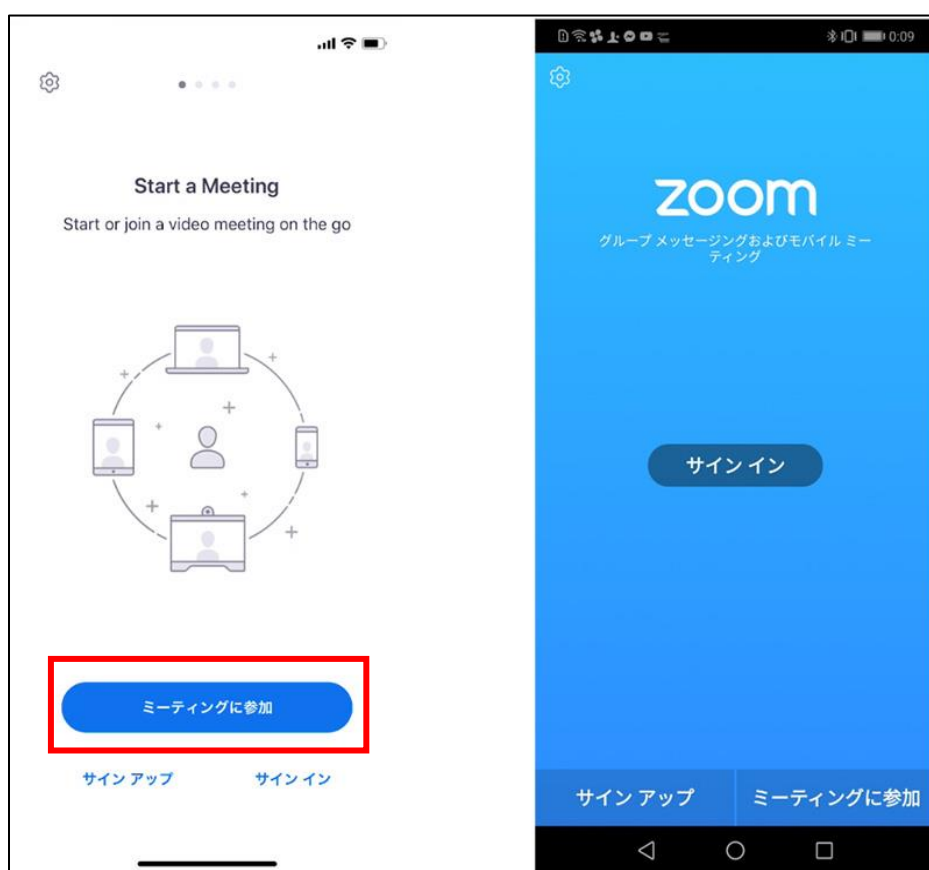 Start a Meeting
Start or join a video meeting on the go
ミーティングに参加
サイン アップ
サイン イン
0:09
zoom
グループ メッセージングおよびモバイル ミー
ティング
サイン イン
サイン アップ
ミーティングに参加